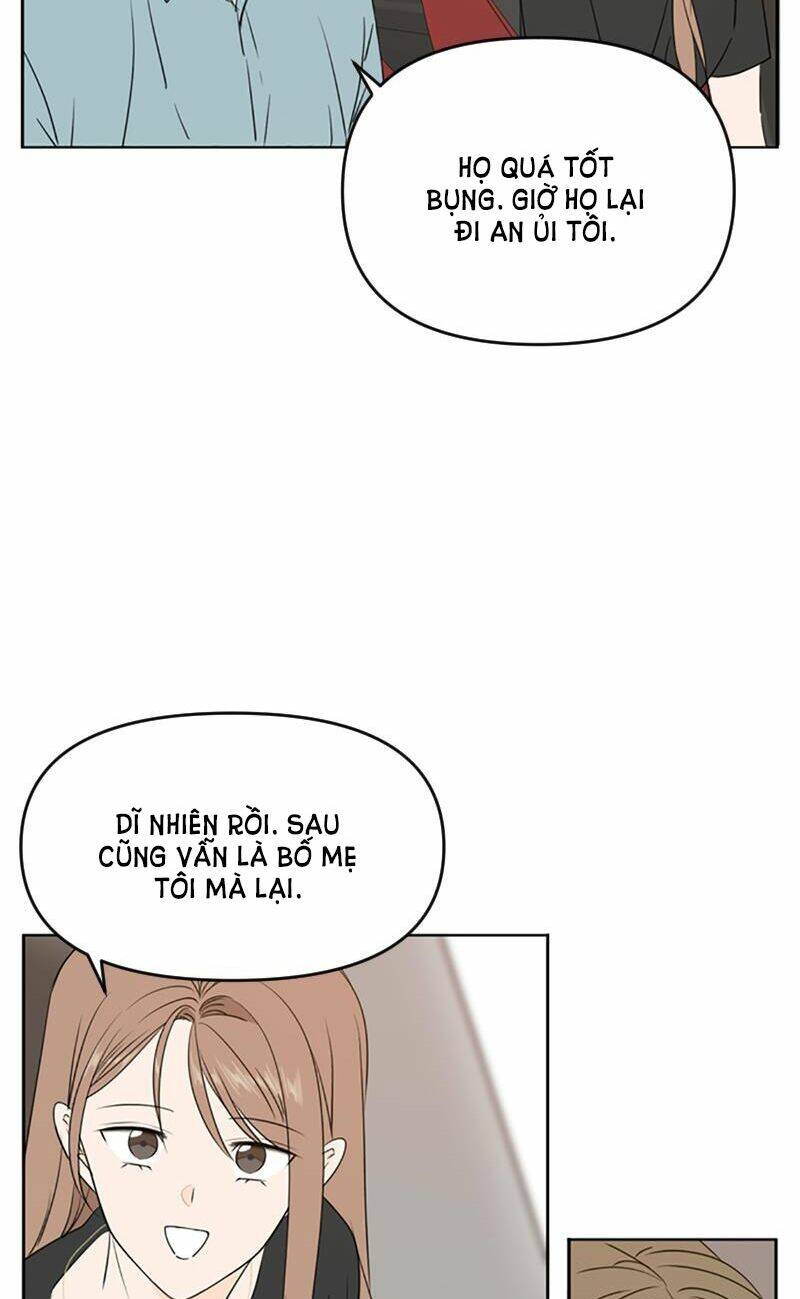 HỌ QUÁ TỐT
BỤNG. GIỜ HỌ LẠI
ĐI AN ỦI TÔI.
DĨ NHIÊN RỒI. SAU
CŨNG VẪN LÀ BỐ MẸ
TÔI MÀ LẠI.